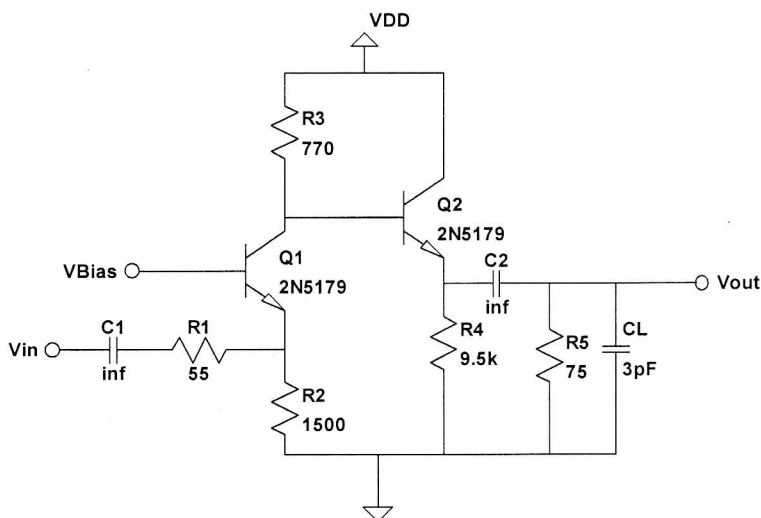 VDD
R3
770
Q2
2N5179
Q1
2N5179
VBias
C2
inf
Vout
C1
inf
R1
55
Vin
R4
9.5k
R5
75
CL
3pF
R2
1500